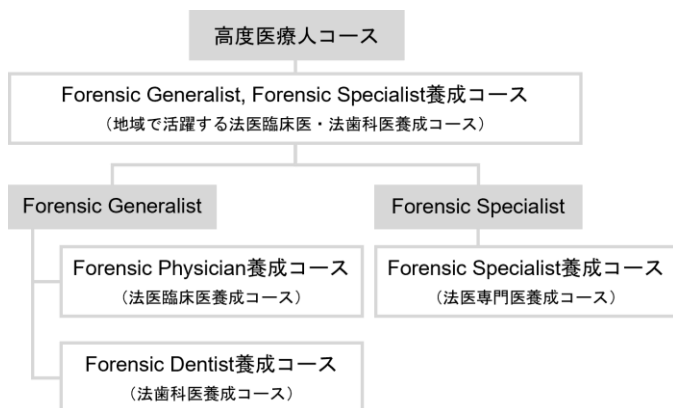 高度医療人コース
Forensic Generalist, Forensic Specialist養成コース
（地域で活躍する法医臨床医・法歯科医養成コース）
Forensic Generalist
Forensic Specialist
Forensic Physician養成コース
（法医臨床医養成コース）
Forensic Specialist養成コース
（法医専門医養成コース）
Forensic Dentist養成コース
（法歯科医養成コース）